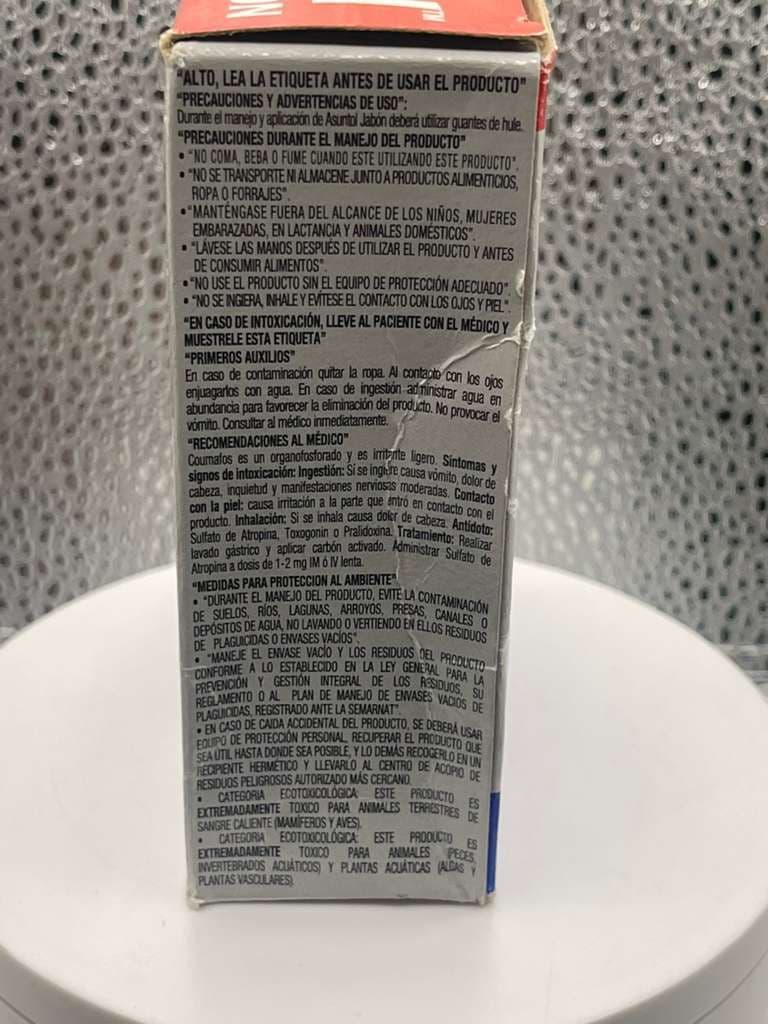 NO
™
"ALTO, LEA LA ETIQUETA ANTES DE USAR EL PRODUCTO"
"PRECAUCIONES Y ADVERTENCIAS DE USO":
Durante el manejo y aplicación de Asuntol Jabón deberá utilizar guantes de hule.
"PRECAUCIONES DURANTE EL MANEJO DEL PRODUCTO"
• "NO COMA, BEBA O FUME CUANDO ESTE UTILIZANDO ESTE PRODUCTO".
• "NO SE TRANSPORTE NI ALMACENE JUNTO A PRODUCTOS ALIMENTICIOS,
ROPA O FORRAJES".
• "MANTÉNGASE FUERA DEL ALCANCE DE LOS NIÑOS, MUJERES
EMBARAZADAS, EN LACTANCIA Y ANIMALES DOMÉSTICOS".
• "LÁVESE LAS MANOS DESPUÉS DE UTILIZAR EL PRODUCTO Y ANTES
DE CONSUMIR ALIMENTOS".
• "NO USE EL PRODUCTO SIN EL EQUIPO DE PROTECCIÓN ADECUADO".
• "NO SE INGIERA, INHALE Y EVÍTESE EL CONTACTO CON LOS OJOS Y PIEL".
"EN CASO DE INTOXICACIÓN, LLEVE AL PACIENTE CON EL MÉDICO Y
MUESTRELE ESTA ETIQUETA"
"PRIMEROS AUXILIOS"
En caso de contaminación quitar la ropa. Al contacto con los ojos
enjuagarlos con agua. En caso de ingestión administrar agua en
abundancia para favorecer la eliminación del producto. No provocar el
vómito. Consultar al médico inmediatamente.
"RECOMENDACIONES AL MÉDICO"
Coumafos es un organofosforado y es irritante ligero. Síntomas y
signos de intoxicación: Ingestión: Si se ingiere causa vómito, dolor de
cabeza, inquietud y manifestaciones nerviosas moderadas. Contacto
con la piel: causa irritación a la parte que entró en contacto con el
producto. Inhalación: Si se inhala causa dolor de cabeza. Antídoto:
Sulfato de Atropina, Toxogonin o Pralidoxina. Tratamiento: Realizar
lavado gástrico y aplicar carbón activado. Administrar Sulfato de
Atropina a dosis de 1-2 mg IM ó IV lenta.
"MEDIDAS PARA PROTECCION AL AMBIENTE"
• "DURANTE EL MANEJO DEL PRODUCTO, EVITE LA CONTAMINACIÓN
DE SUELOS, RÍOS, LAGUNAS, ARROYOS, PRESAS, CANALES O
DEPÓSITOS DE AGUA, NO LAVANDO O VERTIENDO EN ELLOS RESIDUOS
DE PLAGUICIDAS O ENVASES VACÍOS".
• "MANEJE EL ENVASE VACÍO Y LOS RESIDUOS DEL PRODUCTO
CONFORME A LO ESTABLECIDO EN LA LEY GENERAL PARA LA
PREVENCIÓN Y GESTIÓN INTEGRAL DE LOS RESIDUOS, SU
REGLAMENTO O AL PLAN DE MANEJO DE ENVASES VACÍOS DE
PLAGUICIDAS, REGISTRADO ANTE LA SEMARNAT".
• EN CASO DE CAIDA ACCIDENTAL DEL PRODUCTO, SE DEBERÁ USAR
EQUIPO DE PROTECCIÓN PERSONAL, RECUPERAR EL PRODUCTO QUE
SEA ÚTIL HASTA DONDE SEA POSIBLE, Y LO DEMÁS RECOGERLO EN UN
RECIPIENTE HERMÉTICO Y LLEVARLO AL CENTRO DE ACOPIO DE
RESIDUOS PELIGROSOS AUTORIZADO MÁS CERCANO.
• CATEGORIA ECOTOXICOLÓGICA: ESTE PRODUCTO ES
EXTREMADAMENTE TOXICO PARA ANIMALES TERRESTRES DE
SANGRE CALIENTE (MAMÍFEROS Y AVES).
• CATEGORIA ECOTOXICOLÓGICA: ESTE PRODUCTO ES
EXTREMADAMENTE TOXICO PARA ANIMALES (PECES,
INVERTEBRADOS ACUÁTICOS) Y PLANTAS ACUÁTICAS (ALGAS Y
PLANTAS VASCULARES).